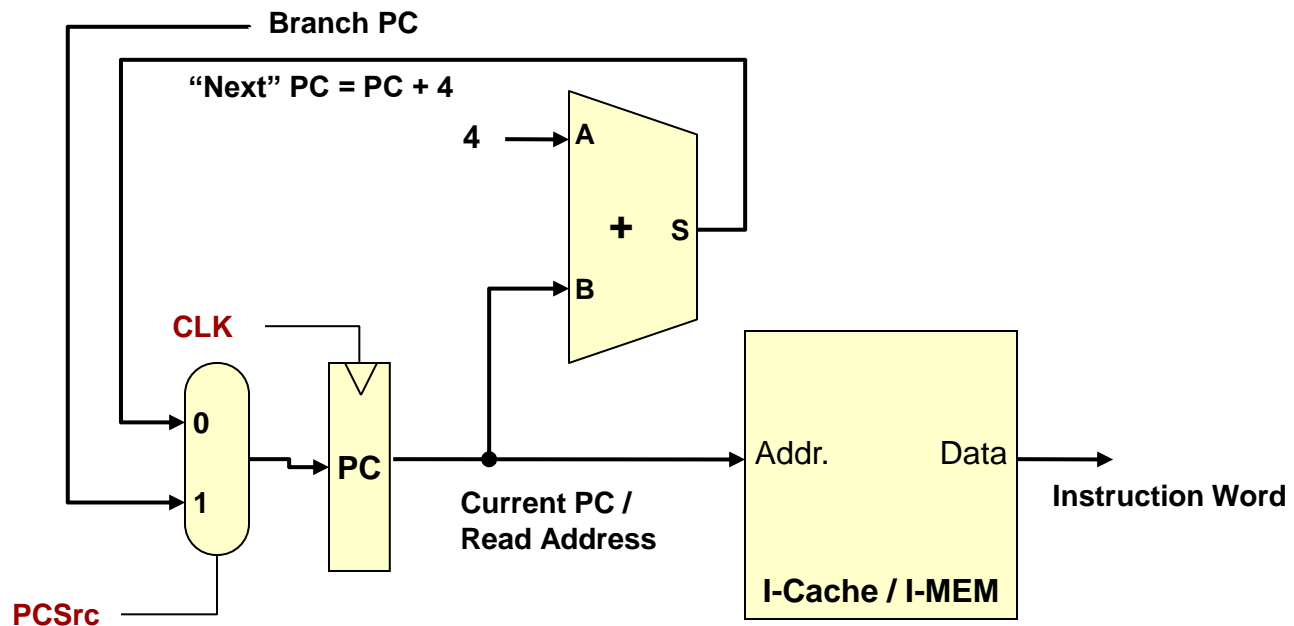 Branch PC
“Next” PC = PC + 4
4
A
+
S
B
CLK
0
1
PC
PCSrc
Current PC /
Read Address
Addr.
Data
I-Cache / I-MEM
Instruction Word